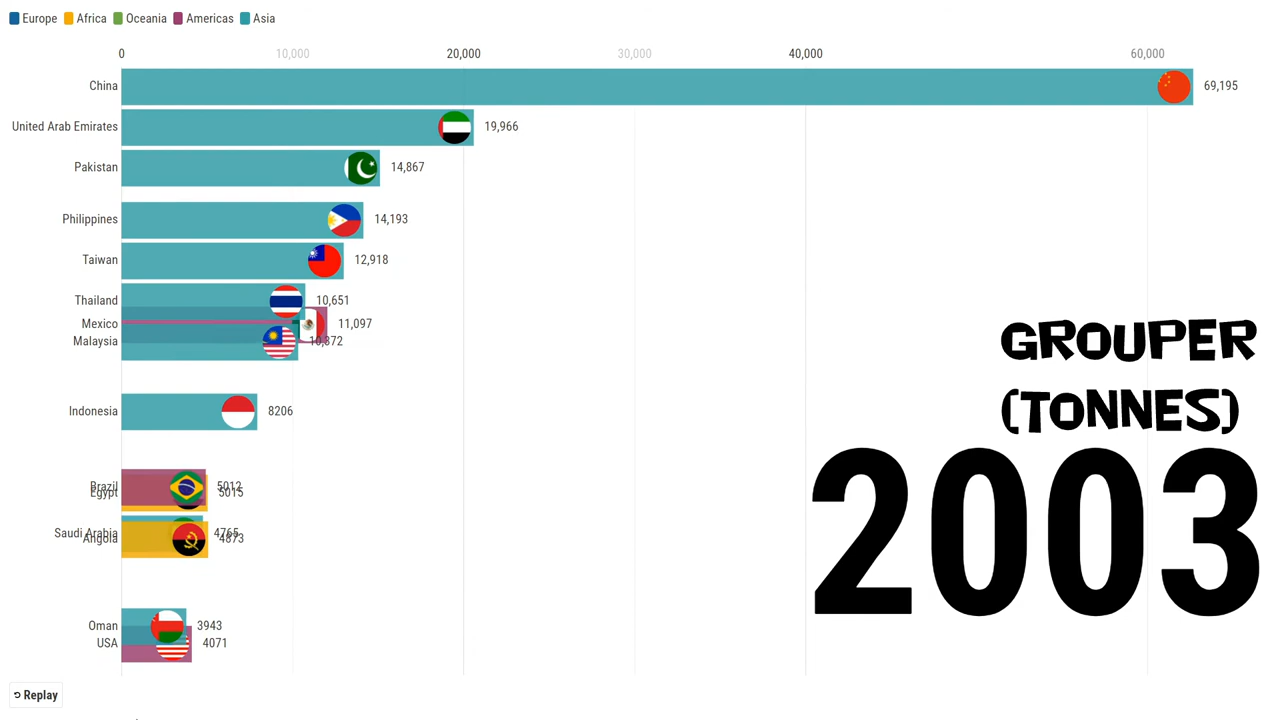 Europe Africa Oceania Americas Asia
0 10,000 20,000 30,000 40,000 60,000
China 69,195
United Arab Emirates 19,966
Pakistan 14,867
Philippines 14,193
Taiwan 12,918
Thailand 10,651
Mexico 11,097
Malaysia 10,372
Indonesia 8206
Brazil 5012
Egypt 5015
Saudi Arabia 4765
Angola 4873
Oman 3943
USA 4071
GROUPER
(TONNES)
2003
Replay